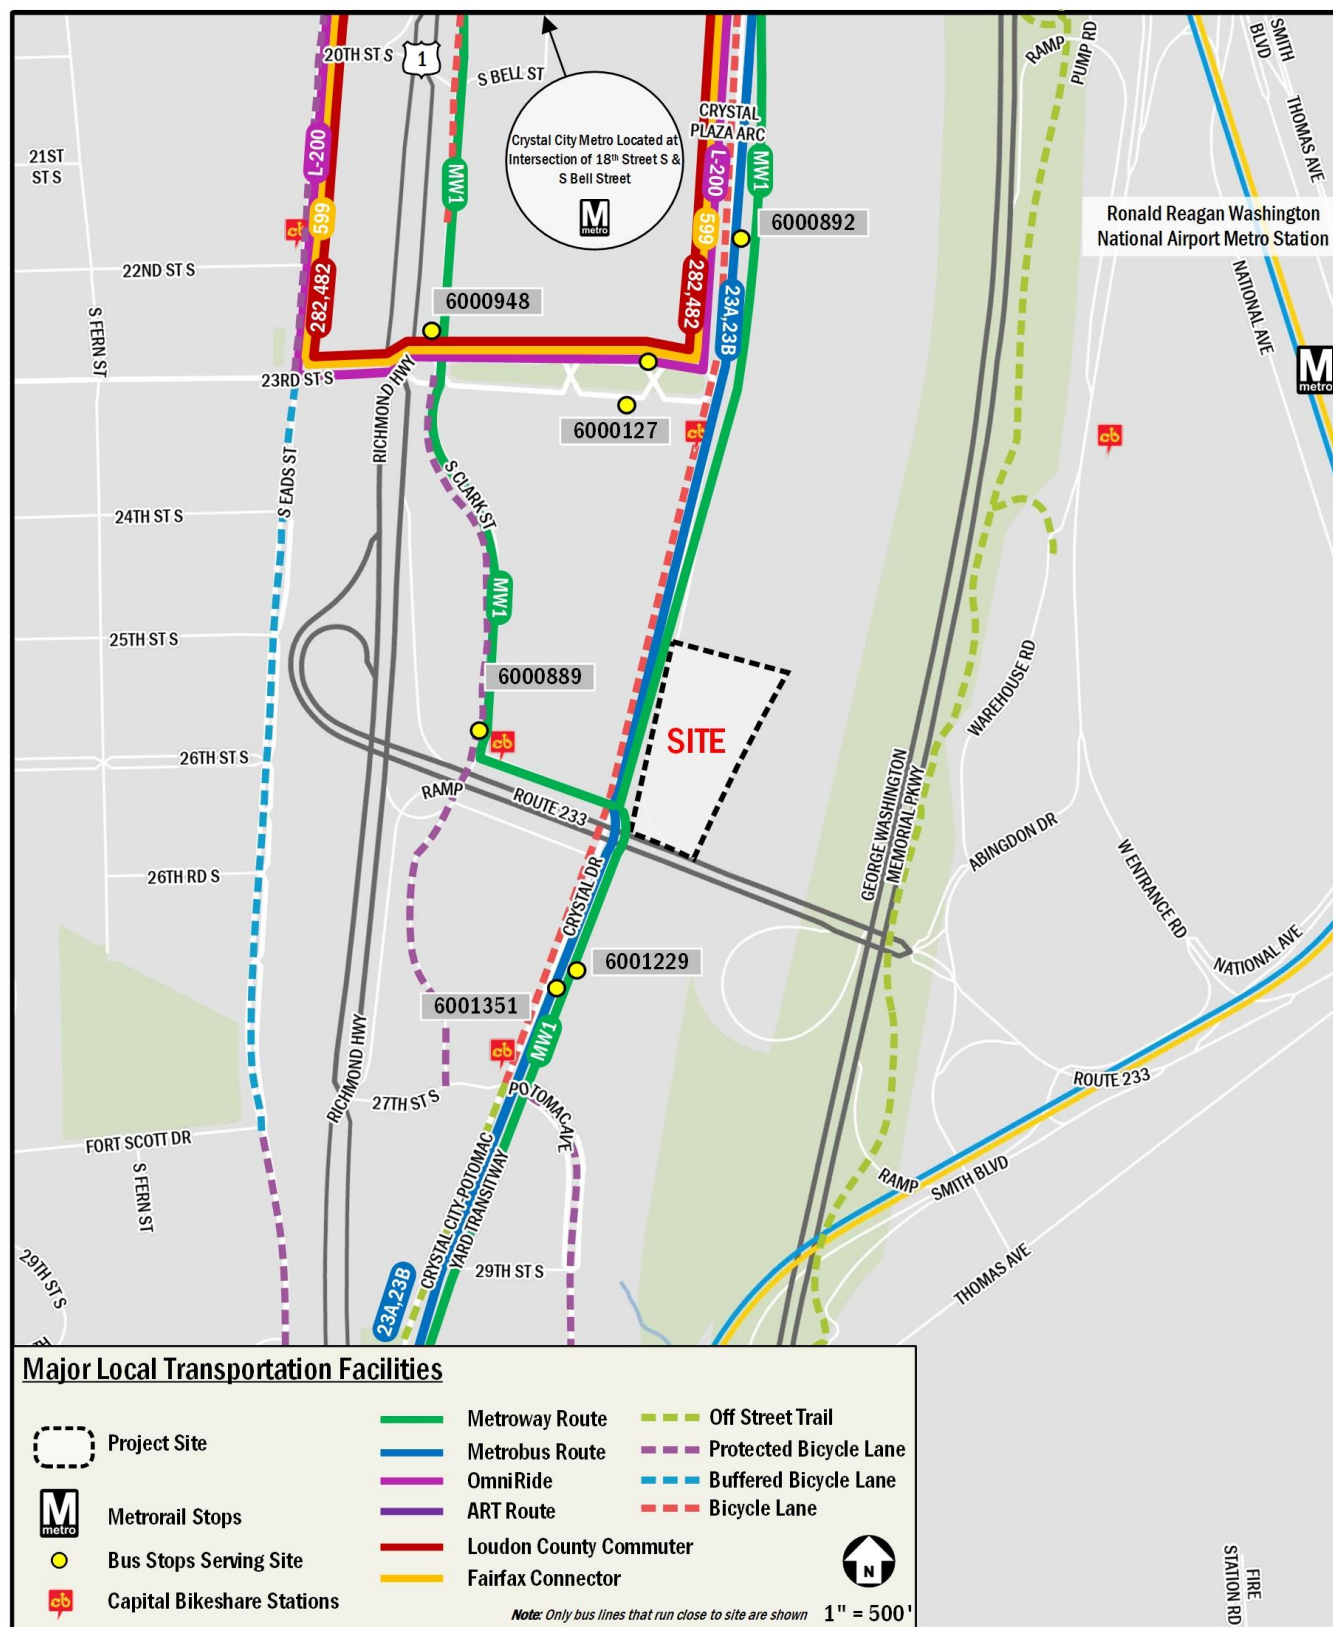 20TH ST S
1
S BELL ST
RAMP
PUMP RD
SMITH
BLVD
THOMAS AVE
CRYSTAL
PLAZA ARC
Crystal City Metro Located at
Intersection of 18th Street S &
S Bell Street
M
metro
21ST
ST S
L-200
MW1
L-200
MW1
599
599
6000892
Ronald Reagan Washington
National Airport Metro Station
cb
22ND ST S
282,482
282,482
23A,23B
NATIONAL AVE
6000948
S FERN ST
23RD ST S
RICHMOND HWY
M
metro
6000127
cb
cb
S EADS ST
S CLARK ST
24TH ST S
MW1
25TH ST S
6000889
WAREHOUSE RD
SITE
cb
26TH ST S
RAMP
ROUTE 233
GEORGE WASHINGTON
MEMORIAL PKWY
ABINGDON DR
W ENTRANCE RD
26TH RD S
CRYSTAL DR
NATIONAL AVE
6001229
6001351
MW1
cb
RICHMOND HWY
27TH ST S
POTOMAC AVE
ROUTE 233
FORT SCOTT DR
S FERN ST
CRYSTAL CITY-POTOMAC
YARD TRANSITWAY
RAMP
SMITH BLVD
29TH ST S
29TH ST S
THOMAS AVE
23A,23B
Major Local Transportation Facilities
Project Site
M
metro
Metrorail Stops
Bus Stops Serving Site
cb
Capital Bikeshare Stations
Metroway Route
Metrobus Route
OmniRide
ART Route
Loudon County Commuter
Fairfax Connector
Off Street Trail
Protected Bicycle Lane
Buffered Bicycle Lane
Bicycle Lane
N
Note: Only bus lines that run close to site are shown
1" = 500'
FIRE
STATION RD